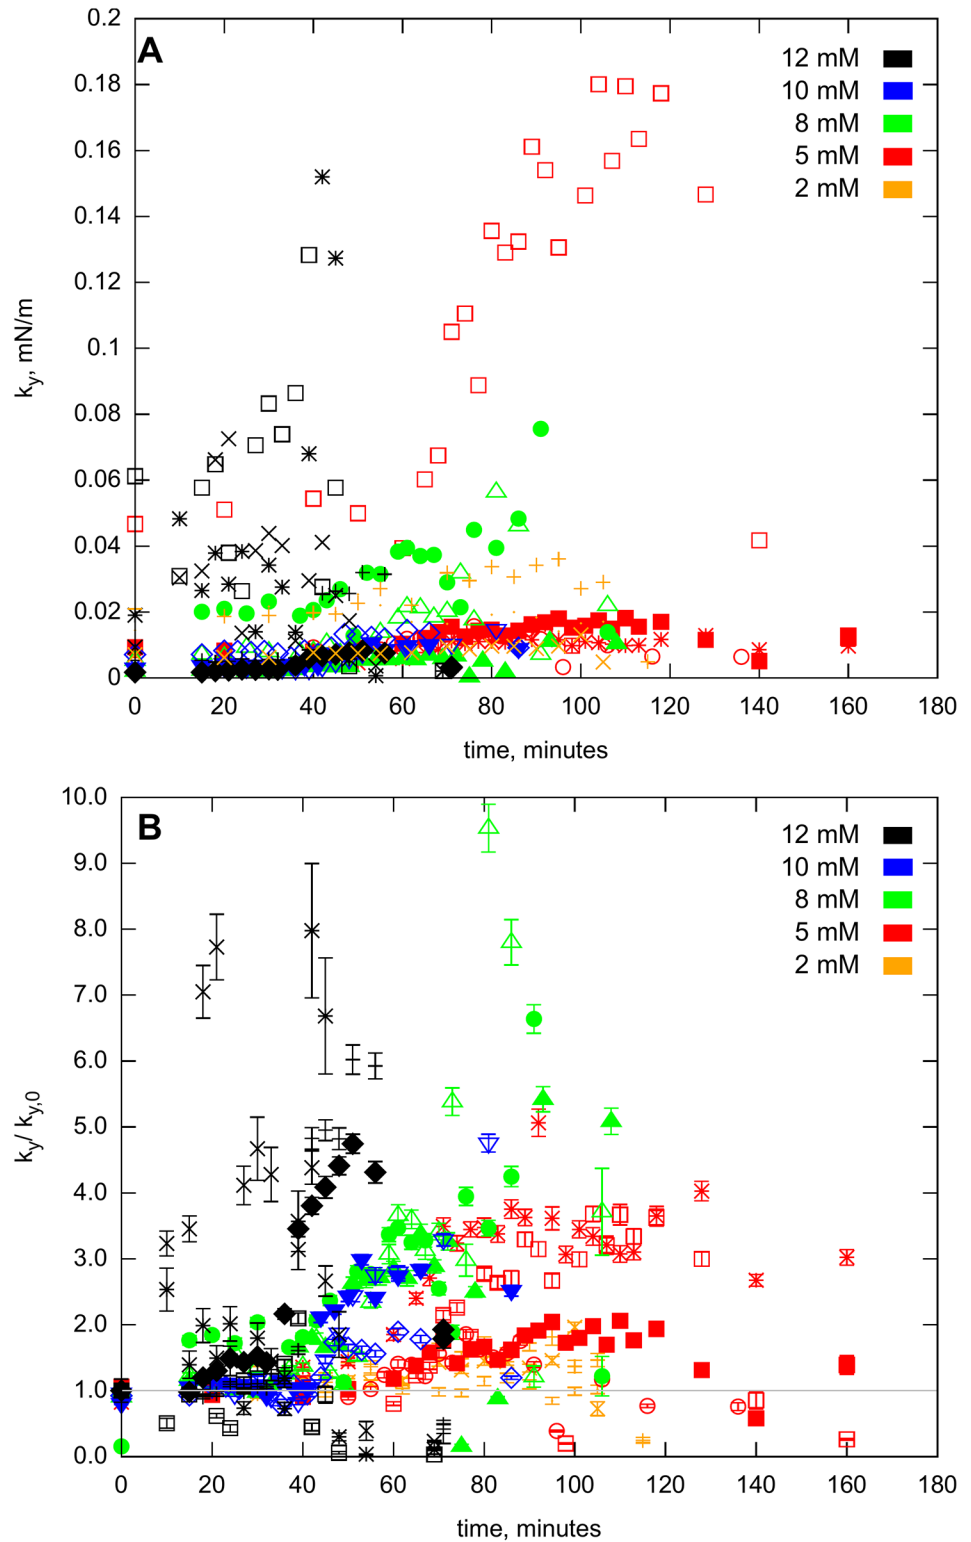 A
12 mM
10 mM
8 mM
5 mM
2 mM
0.2
0.18
0.16
0.14
0.12
0.1
0.08
0.06
0.04
0.02
0
ky, mN/m
0 20 40 60 80 100 120 140 160 180
time, minutes
B
12 mM
10 mM
8 mM
5 mM
2 mM
10.0
9.0
8.0
7.0
6.0
5.0
4.0
3.0
2.0
1.0
0.0
ky/ ky,0
0 20 40 60 80 100 120 140 160 180
time, minutes